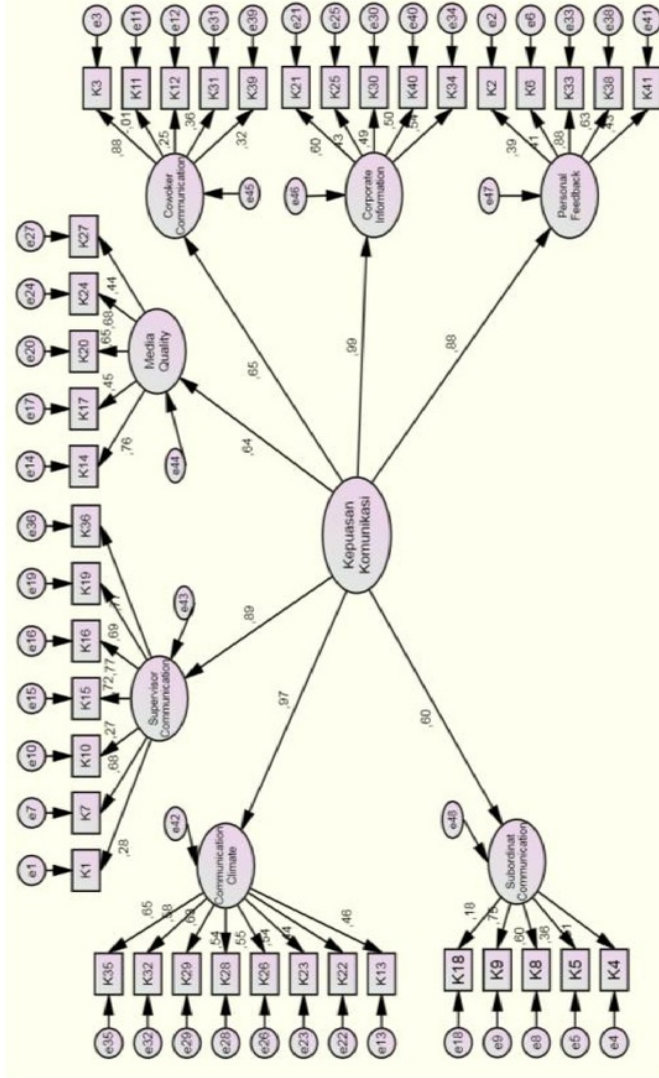 e35
e32
e29
e28
e26
e23
e22
e13
K35
K32
K29
K28
K26
K23
K22
K13
,65
,58
,54
,55
,54
,46
e42
Communication
Climate
,97
e18
e9
e8
e5
e4
K18
K9
K8
K5
K4
,18
,75
,60
,36
e48
Subordinat
Communication
,60
e1
e7
e10
e15
e16
e19
e36
K1
K7
K10
K15
K16
K19
K36
,28
,68
,27
,72
,77
,69
e43
Supervisor
Communication
,89
Kepuasan
Komunikasi
e14
e17
e20
e24
e27
K14
K17
K20
K24
K27
,76
,45
,65
,68
,44
e44
Media
Quality
,64
,65
,99
,88
e45
Cowoker
Communication
,88
,01
,25
,36
,32
K3
K11
K12
K31
K39
e3
e11
e12
e31
e39
e46
Corporate
Information
,60
,43
,49
,50
,54
K21
K25
K30
K40
K34
e21
e25
e30
e40
e34
e47
Personal
Feedback
,39
,41
,88
,63
,43
K2
K6
K33
K38
K41
e2
e6
e33
e38
e41